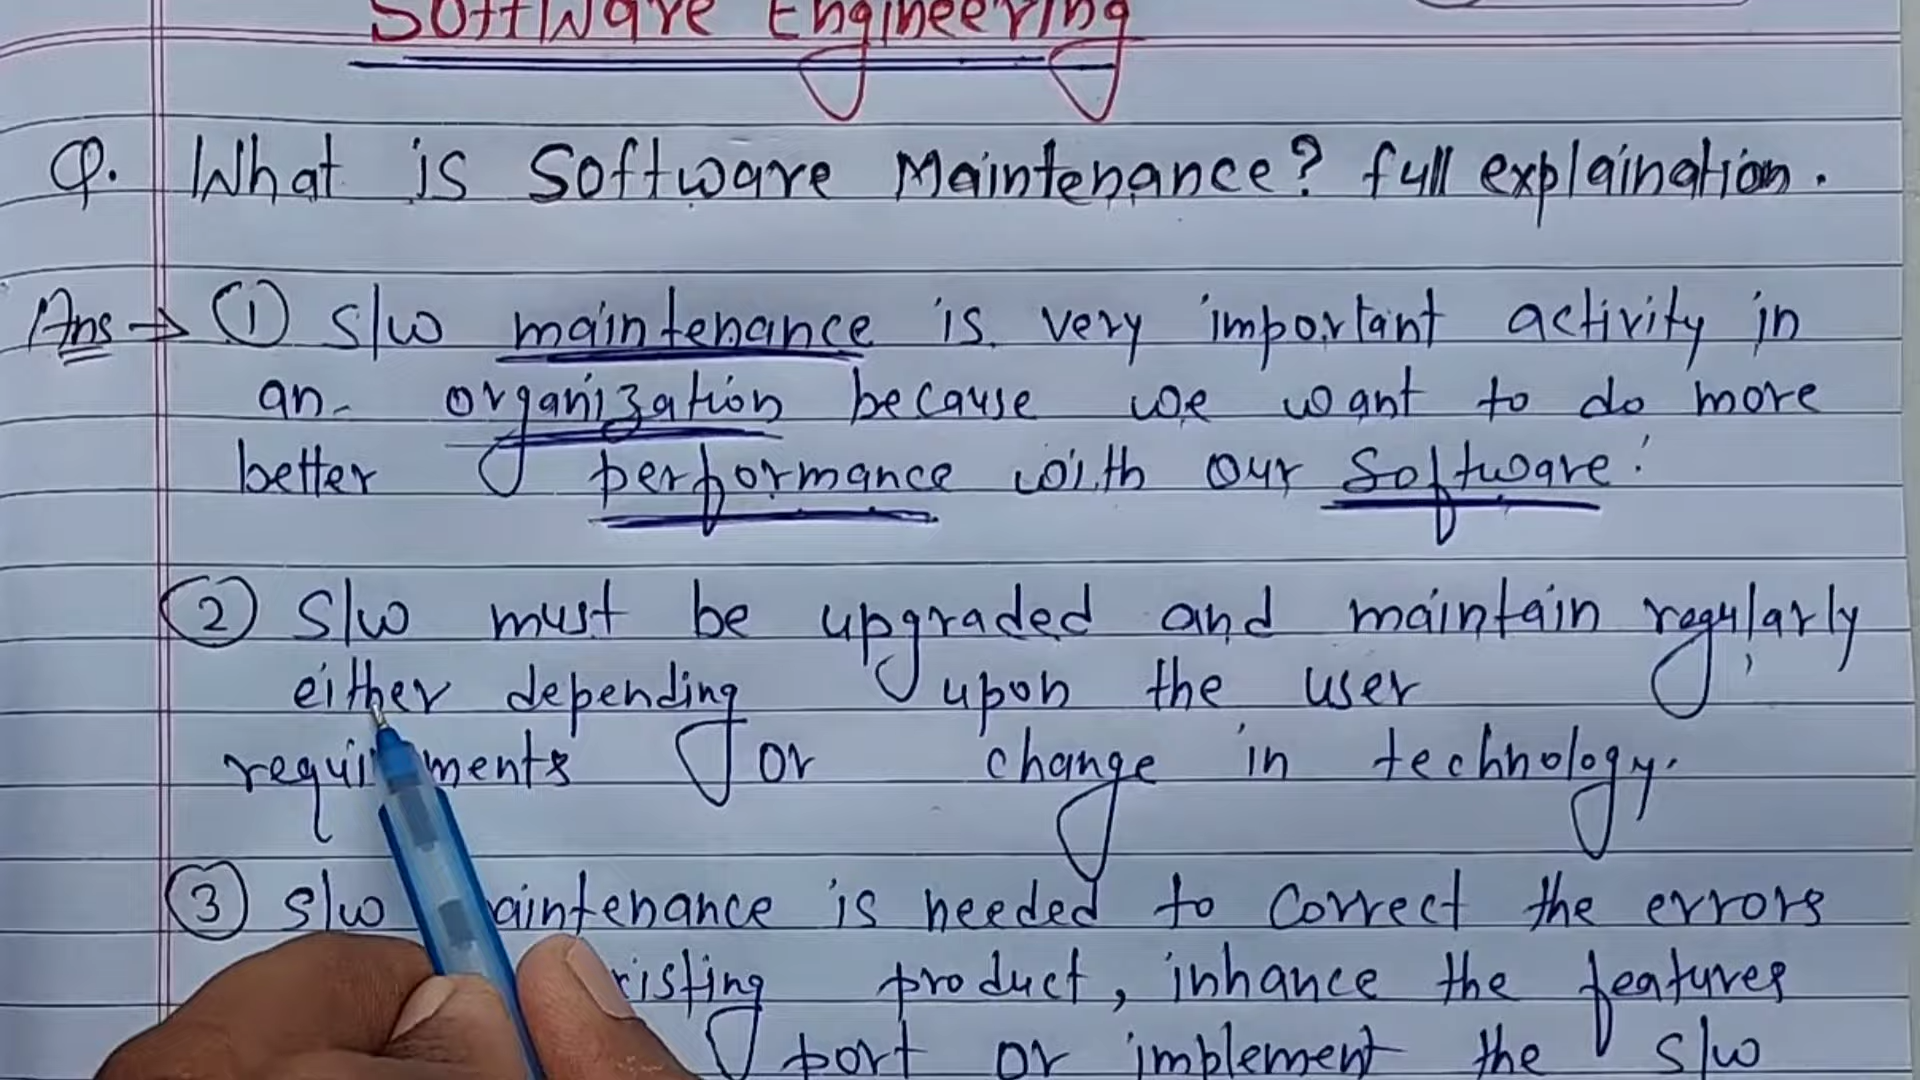 Software Engineering
Q. What is Software Maintenance? full explaination.
Ans → ① S/w maintenance is very important activity in
an organization because we want to do more
better performance with our software.
② S/w must be upgraded and maintain regularly
either depending upon the user
requirements or change in technology.
③ S/w maintenance is needed to correct the errors
product, inhance the features
port or implement the S/w